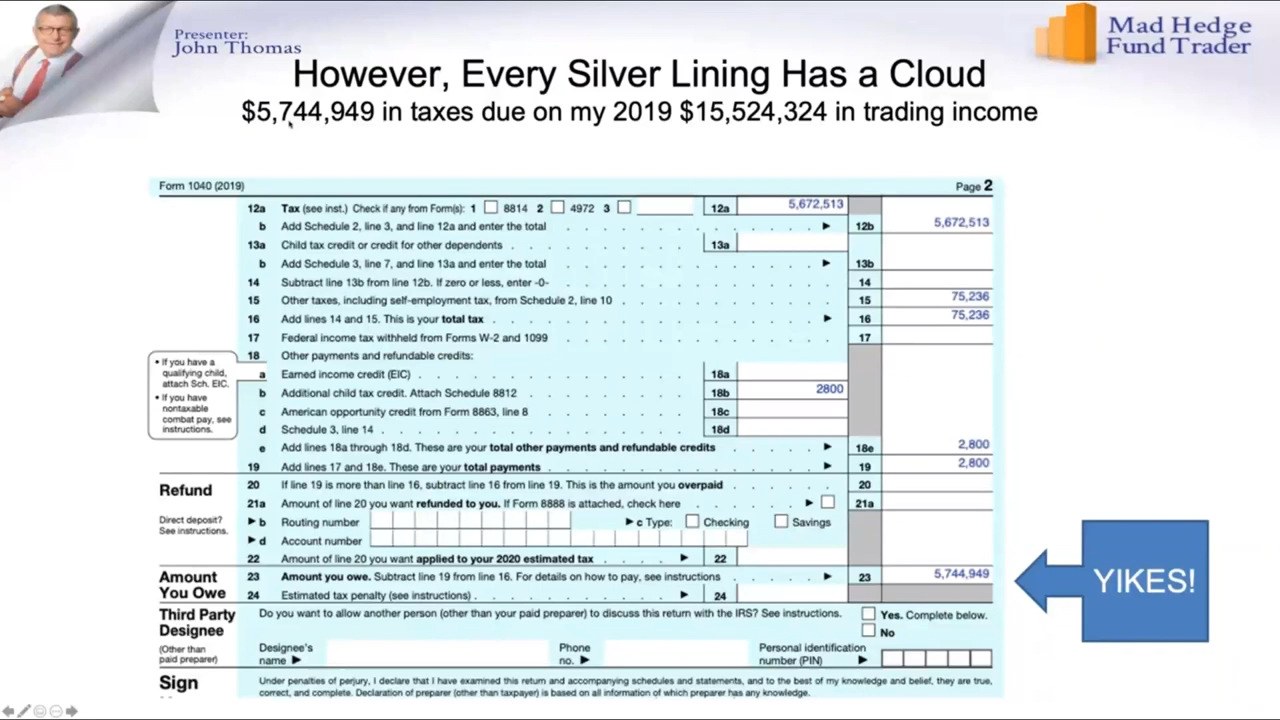 Presenter:
John Thomas
Mad Hedge
Fund Trader
However, Every Silver Lining Has a Cloud
$5,744,949 in taxes due on my 2019 $15,524,324 in trading income
Form 1040 (2019) Page 2
12a Tax (see inst.) Check if any from Form(s): 1 8814 2 4972 3 12a 5,672,513
b Add Schedule 2, line 3, and line 12a and enter the total 12b 5,672,513
13a Child tax credit or credit for other dependents 13a
b Add Schedule 3, line 7, and line 13a and enter the total 13b
14 Subtract line 13b from line 12b. If zero or less, enter -0- 14
15 Other taxes, including self-employment tax, from Schedule 2, line 10 15 75,236
16 Add lines 14 and 15. This is your total tax 16 75,236
17 Federal income tax withheld from Forms W-2 and 1099 17
18 Other payments and refundable credits:
• If you have a
qualifying child,
attach Sch. EIC.
• If you have
nontaxable
combat pay, see
instructions.
a Earned income credit (EIC) 18a
b Additional child tax credit. Attach Schedule 8812 18b 2800
c American opportunity credit from Form 8863, line 8 18c
d Schedule 3, line 14 18d
e Add lines 18a through 18d. These are your total other payments and refundable credits 18e 2,800
19 Add lines 17 and 18e. These are your total payments 19 2,800
Refund
20 If line 19 is more than line 16, subtract line 16 from line 19. This is the amount you overpaid 20
21a Amount of line 20 you want refunded to you. If Form 8888 is attached, check here 21a
Direct deposit?
See instructions.
b Routing number c Type: Checking Savings
d Account number
22 Amount of line 20 you want applied to your 2020 estimated tax 22
Amount
You Owe
23 Amount you owe. Subtract line 19 from line 16. For details on how to pay, see instructions 23 5,744,949
24 Estimated tax penalty (see instructions) 24
YIKES!
Third Party
Designee
(Other than
paid preparer)
Do you want to allow another person (other than your paid preparer) to discuss this return with the IRS? See instructions. Yes. Complete below.
No
Designee's
name
Phone
no.
Personal identification
number (PIN)
Sign
Under penalties of perjury, I declare that I have examined this return and accompanying schedules and statements, and to the best of my knowledge and belief, they are true,
correct, and complete. Declaration of preparer (other than taxpayer) is based on all information of which preparer has any knowledge.